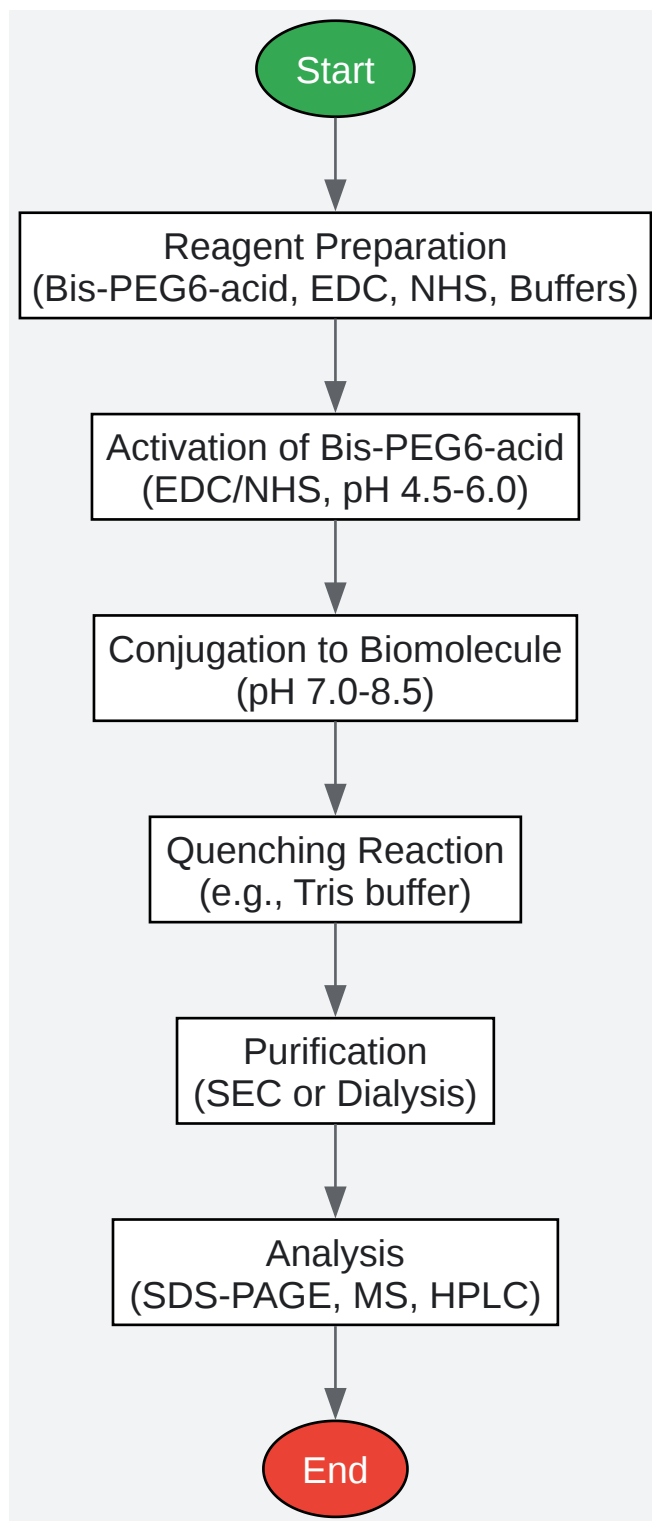 Start
Reagent Preparation
(Bis-PEG6-acid, EDC, NHS, Buffers)
Activation of Bis-PEG6-acid
(EDC/NHS, pH 4.5-6.0)
Conjugation to Biomolecule
(pH 7.0-8.5)
Quenching Reaction
(e.g., Tris buffer)
Purification
(SEC or Dialysis)
Analysis
(SDS-PAGE, MS, HPLC)
End